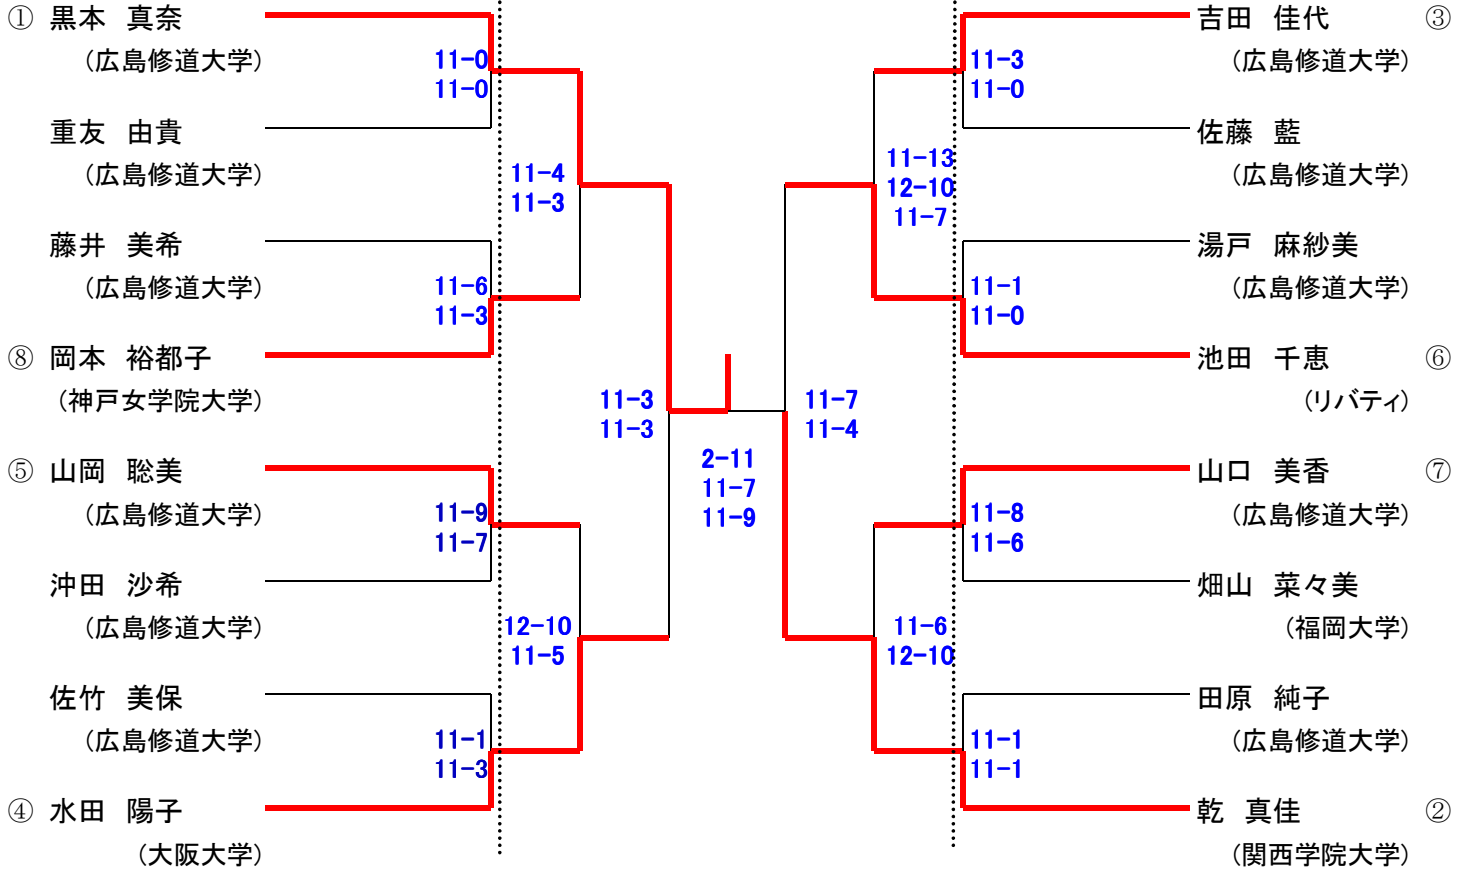 ① 黒本 真奈
(広島修道大学)
重友 由貴
(広島修道大学)
藤井 美希
(広島修道大学)
⑧ 岡本 裕都子
(神戸女学院大学)
⑤ 山岡 聡美
(広島修道大学)
沖田 沙希
(広島修道大学)
佐竹 美保
(広島修道大学)
④ 水田 陽子
(大阪大学)
11-0
11-0
11-6
11-3
11-9
11-7
11-1
11-3
11-4
11-3
12-10
11-5
11-3
11-3
2-11
11-7
11-9
11-7
11-4
11-13
12-10
11-7
11-6
12-10
11-3
11-0
11-1
11-0
11-8
11-6
11-1
11-1
吉田 佳代 ③
(広島修道大学)
佐藤 藍
(広島修道大学)
湯戸 麻紗美
(広島修道大学)
池田 千恵 ⑥
(リバティ)
山口 美香 ⑦
(広島修道大学)
畑山 菜々美
(福岡大学)
田原 純子
(広島修道大学)
乾 真佳 ②
(関西学院大学)